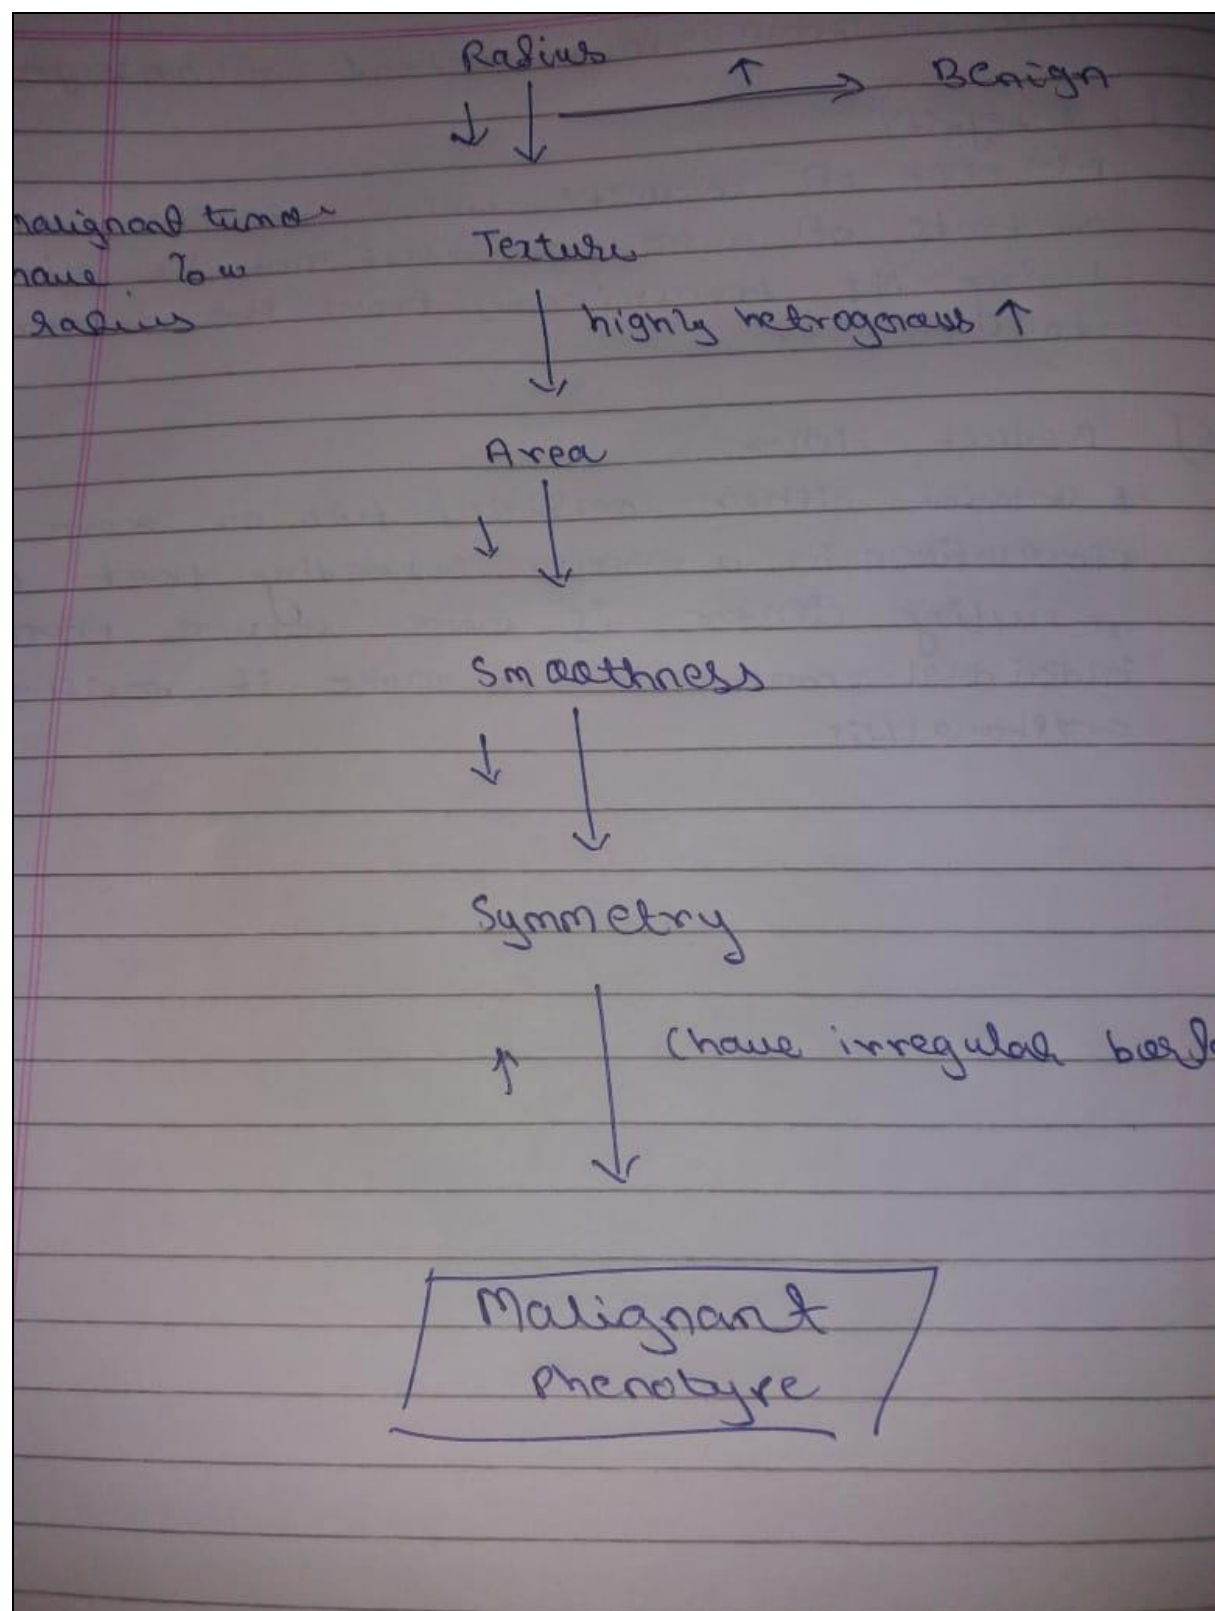 Radius
↑ Benign
↓
malignant tumor
have low
radius
Texture
highly hetrogenous ↑
Area
↓
Smoothness
↓
Symmetry
↑ (have irregular
Malignant
Phenotype